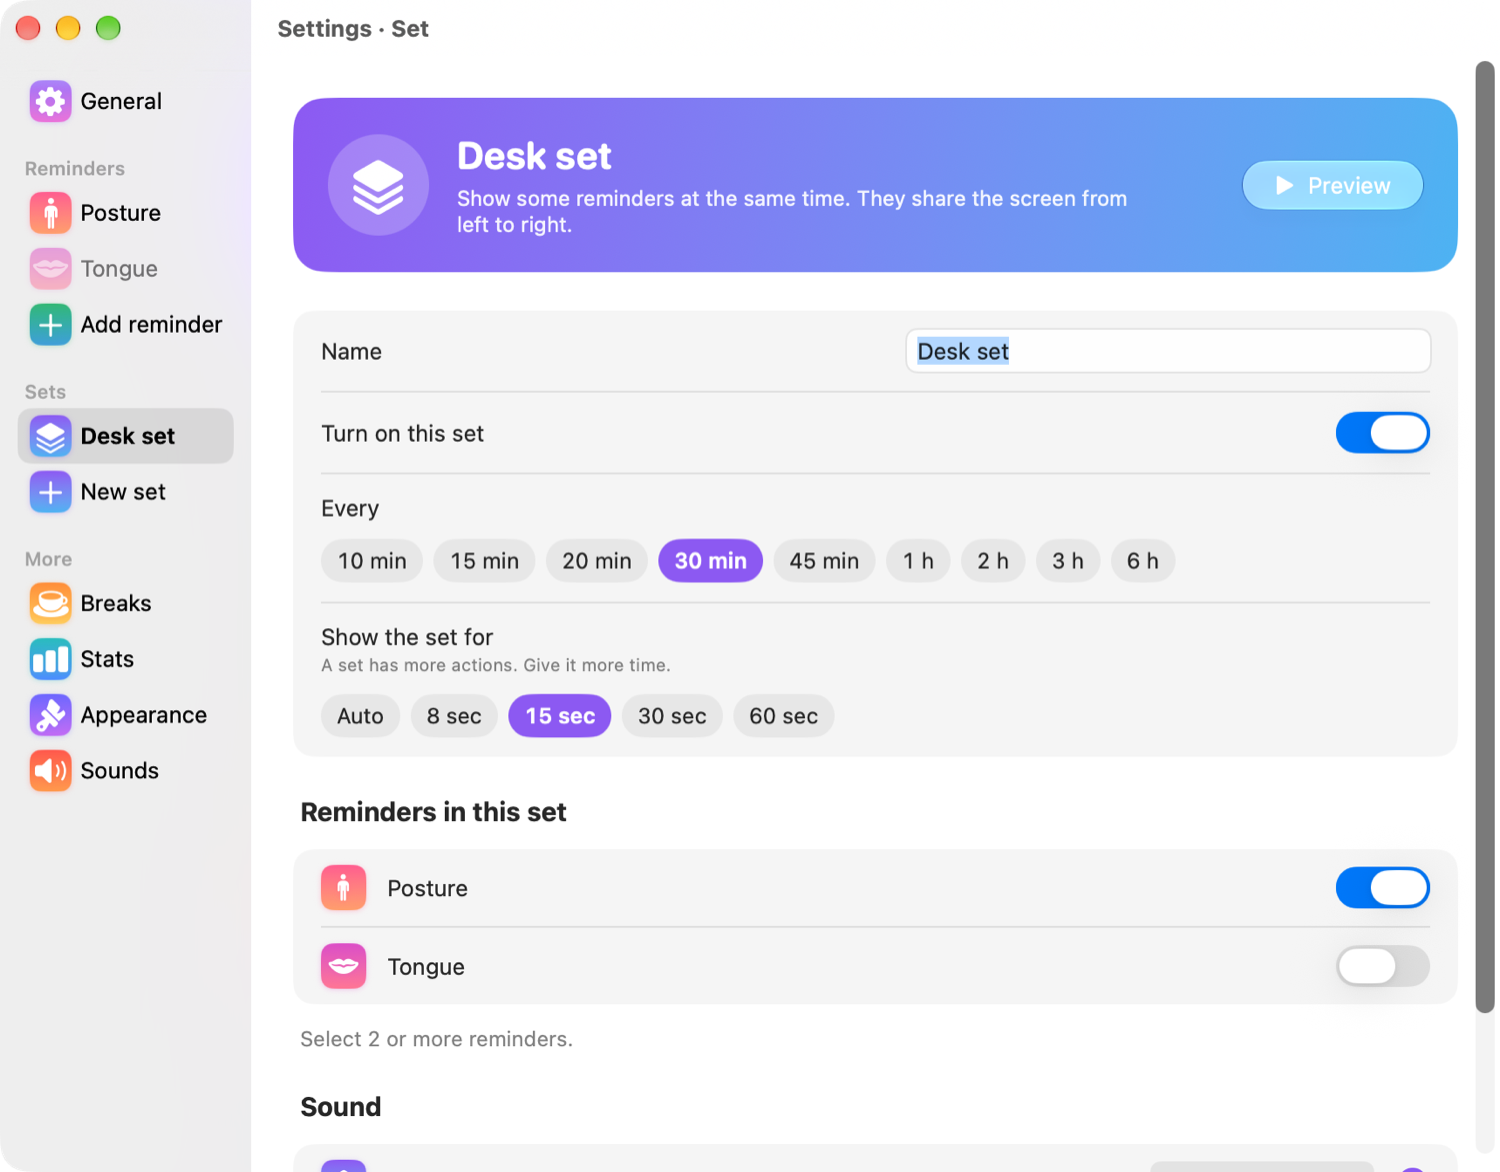 Settings · Set
General
Reminders
Posture
Tongue
Add reminder
Sets
Desk set
New set
More
Breaks
Stats
Appearance
Sounds
Desk set
Show some reminders at the same time. They share the screen from
left to right.
Preview
Name
Desk set
Turn on this set
Every
10 min
15 min
20 min
30 min
45 min
1 h
2 h
3 h
6 h
Show the set for
A set has more actions. Give it more time.
Auto
8 sec
15 sec
30 sec
60 sec
Reminders in this set
Posture
Tongue
Select 2 or more reminders.
Sound